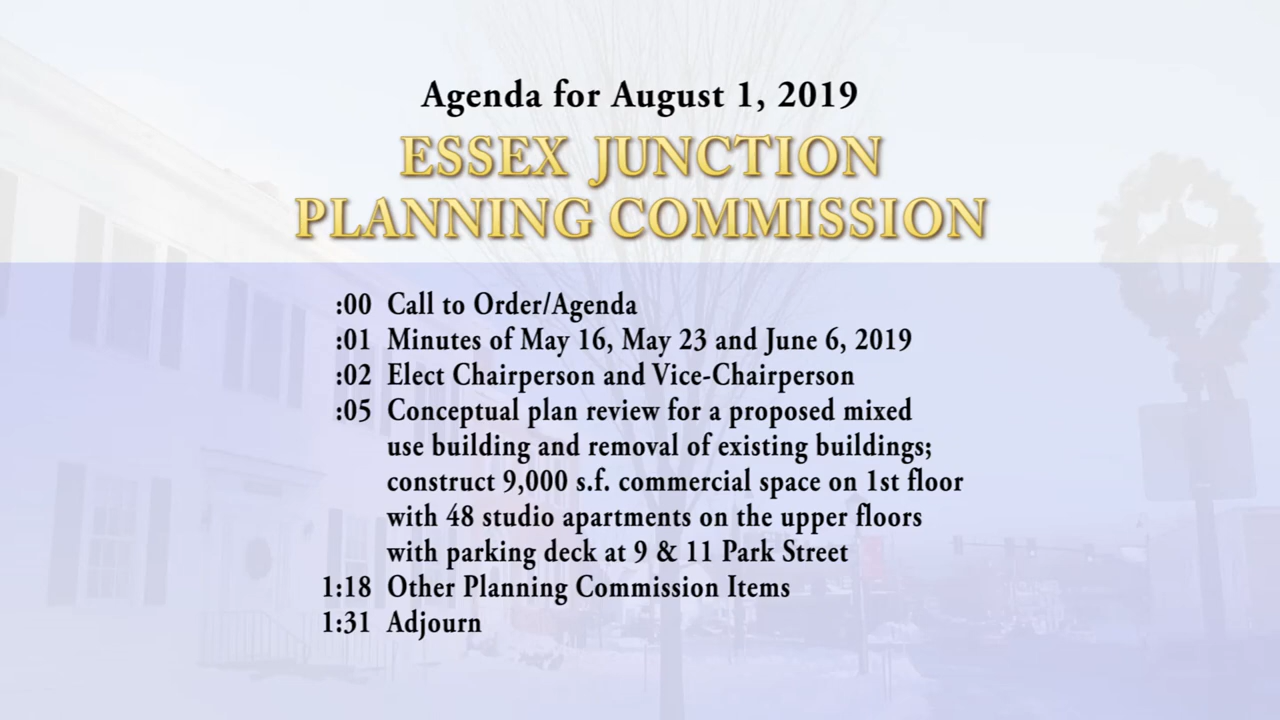 Agenda for August 1, 2019
ESSEX JUNCTION
PLANNING COMMISSION
:00 Call to Order/Agenda
:01 Minutes of May 16, May 23 and June 6, 2019
:02 Elect Chairperson and Vice-Chairperson
:05 Conceptual plan review for a proposed mixed
use building and removal of existing buildings;
construct 9,000 s.f. commercial space on 1st floor
with 48 studio apartments on the upper floors
with parking deck at 9 & 11 Park Street
1:18 Other Planning Commission Items
1:31 Adjourn